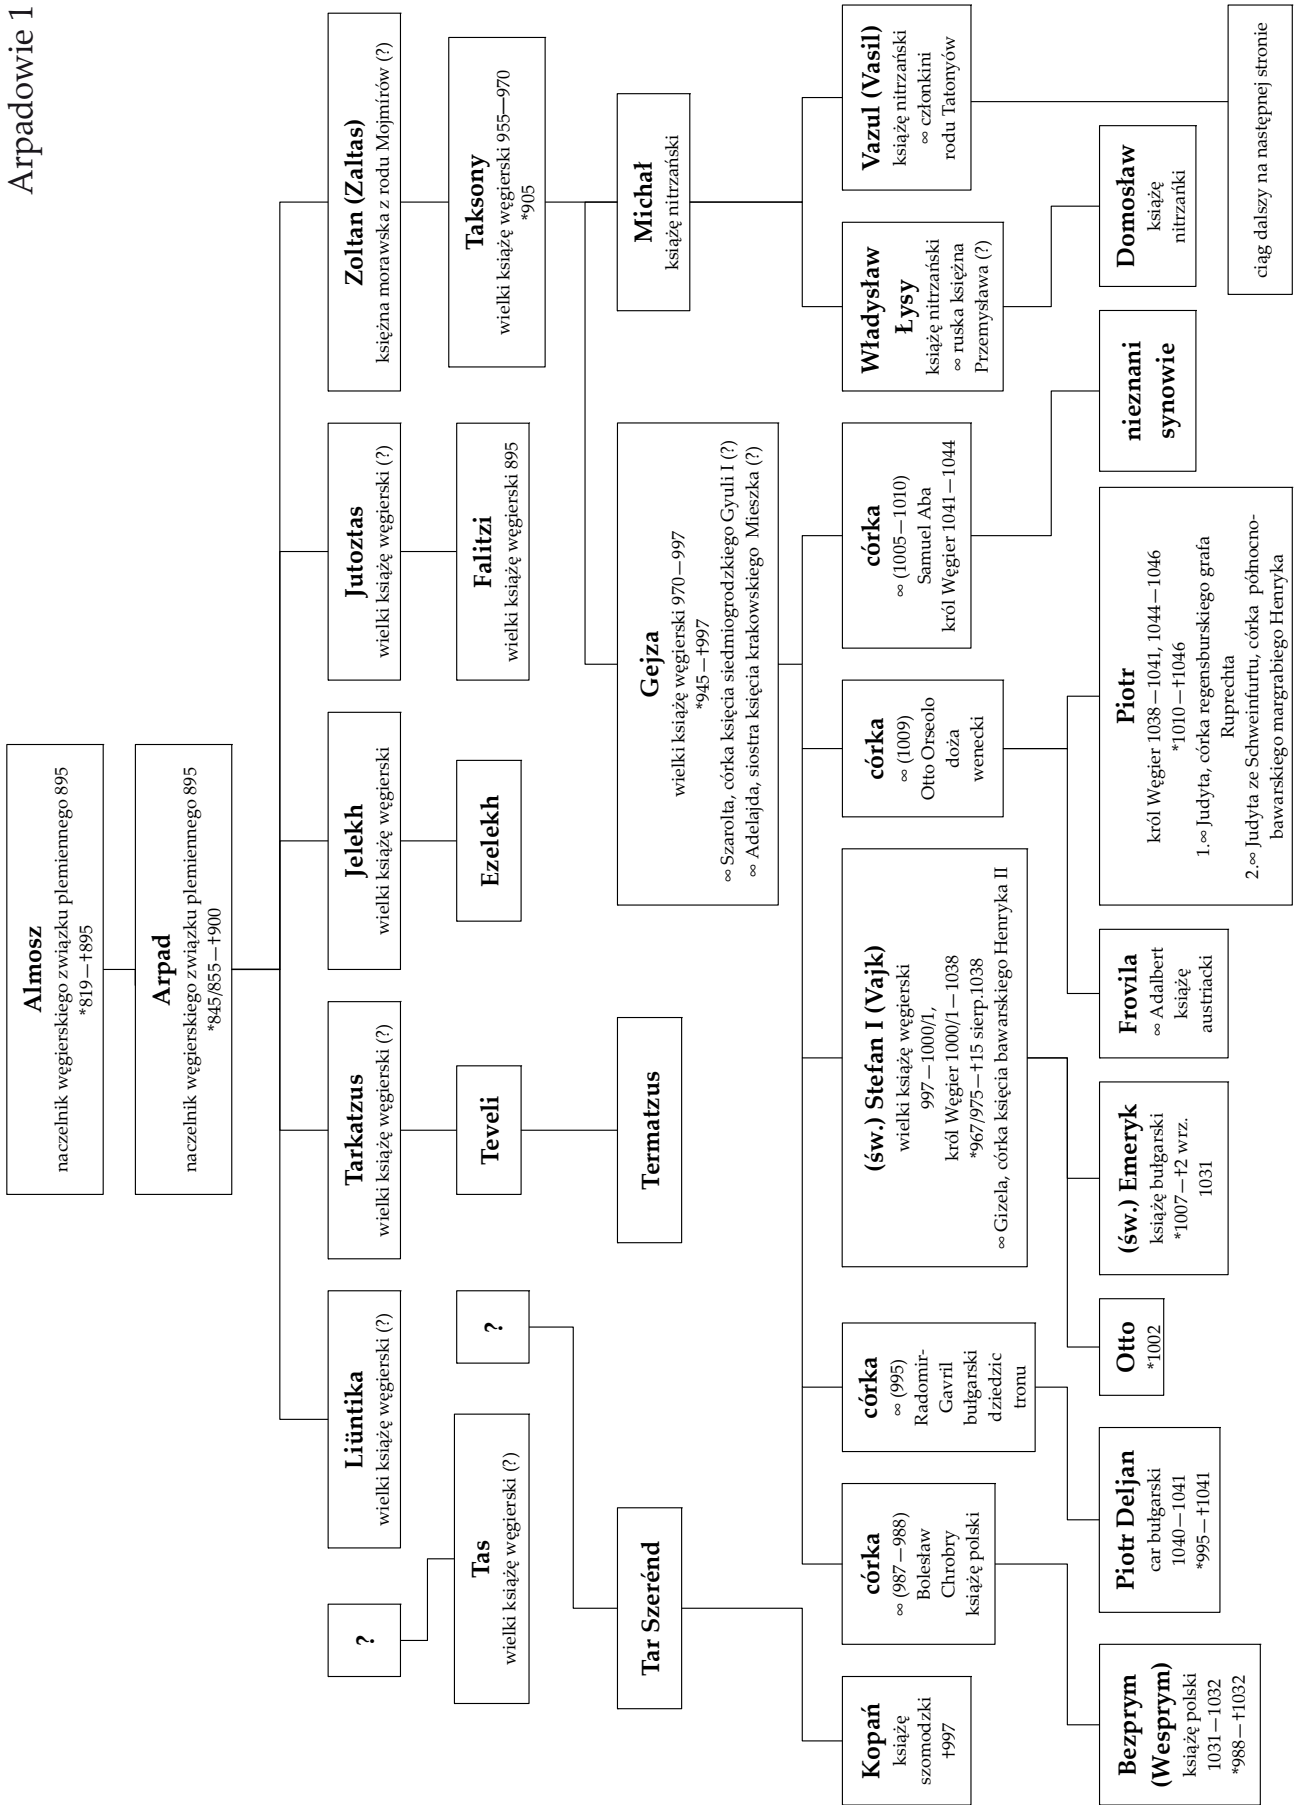 Arpadowie 1
Almosz
naczelnik węgierskiego związku plemiennego 895
*819—†895
Arpad
naczelnik węgierskiego związku plemiennego 895
*845/855—†900
?
Liüntika
wielki książę węgierski (?)
Tarkatzus
wielki książę węgierski (?)
Jelekh
wielki książę węgierski
Jutoztas
wielki książę węgierski (?)
Zoltan (Zaltas)
księżna morawska z rodu Mojmirów (?)
Tas
wielki książę węgierski (?)
?
Teveli
Ezelekh
Falitzi
wielki książę węgierski 895
Taksony
wielki książę węgierski 955—970
*905
Tar Szerénd
Termatzus
Gejza
wielki książę węgierski 970—997
*945—†997
∞ Szarolta, córka księcia siedmiogrodzkiego Gyuli I (?)
∞ Adelajda, siostra księcia krakowskiego Mieszka (?)
Michał
książę nitrzański
Kopań
książę
szomodzki
†997
córka
∞ (987—988)
Bolesław
Chrobry
książę polski
córka
∞ (995)
Radomir-
Gavril
bułgarski
dziedzic
tronu
(św.) Stefan I (Vajk)
wielki książę węgierski
997—1000/1,
król Węgier 1000/1—1038
*967/975—†15 sierp.1038
∞ Gizela, córka księcia bawarskiego Henryka II
córka
∞ (1009)
Otto Orseolo
doża
wenecki
córka
∞ (1005—1010)
Samuel Aba
król Węgier 1041—1044
Władysław
Łysy
książę nitrzański
∞ ruska księżna
Przemysława (?)
Vazul (Vasil)
książę nitrzański
∞ członkini
rodu Tatonyów
Bezprym
(Wesprym)
książę polski
1031—1032
*988—†1032
Piotr Deljan
car bułgarski
1040—1041
*995—†1041
Otto
*1002
(św.) Emeryk
książę bułgarski
*1007—†2 wrz.
1031
Frovila
∞ Adalbert
książę
austriacki
Piotr
król Węgier 1038—1041, 1044—1046
*1010—†1046
1.∞ Judyta, córka regensburskiego grafa
Ruprechta
2.∞ Judyta ze Schweinfurtu, córka północno-
bawarskiego margrabiego Henryka
nieznani
synowie
Domosław
książę
nitrzańki
ciąg dalszy na następnej stronie